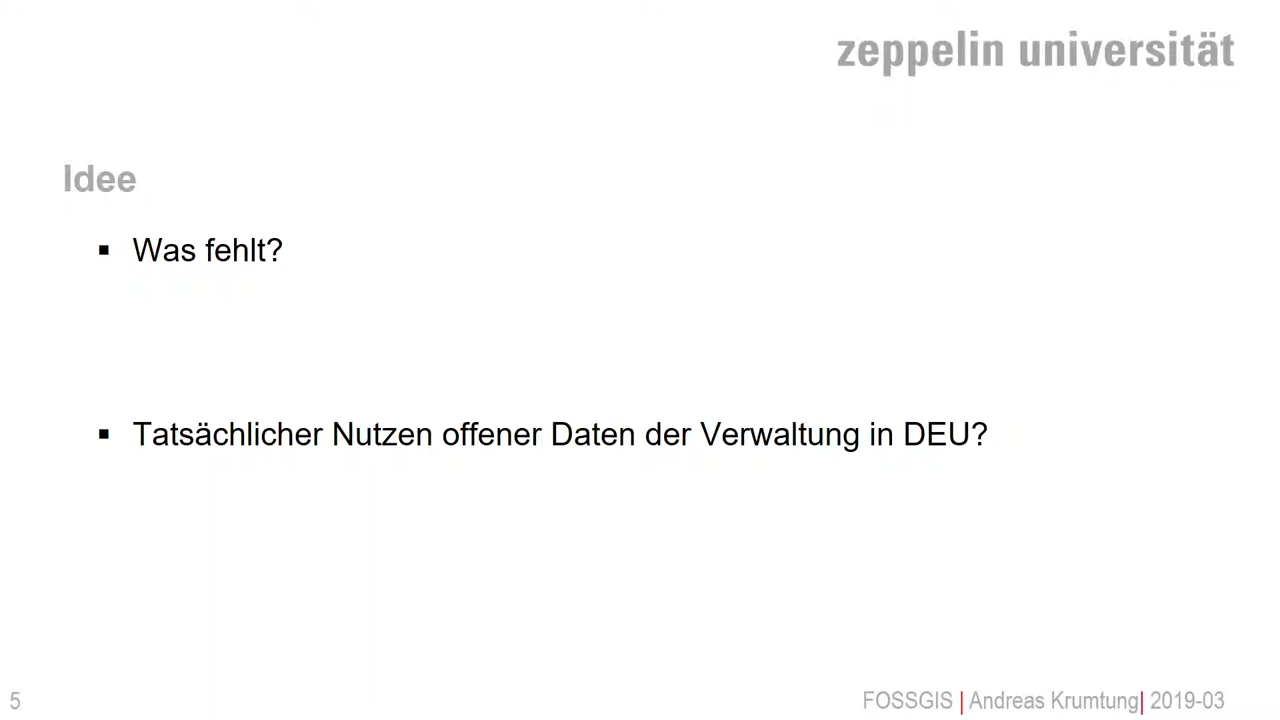 zeppelin universität
Idee
▪ Was fehlt?
▪ Tatsächlicher Nutzen offener Daten der Verwaltung in DEU?
5
FOSSGIS | Andreas Krumtung| 2019-03